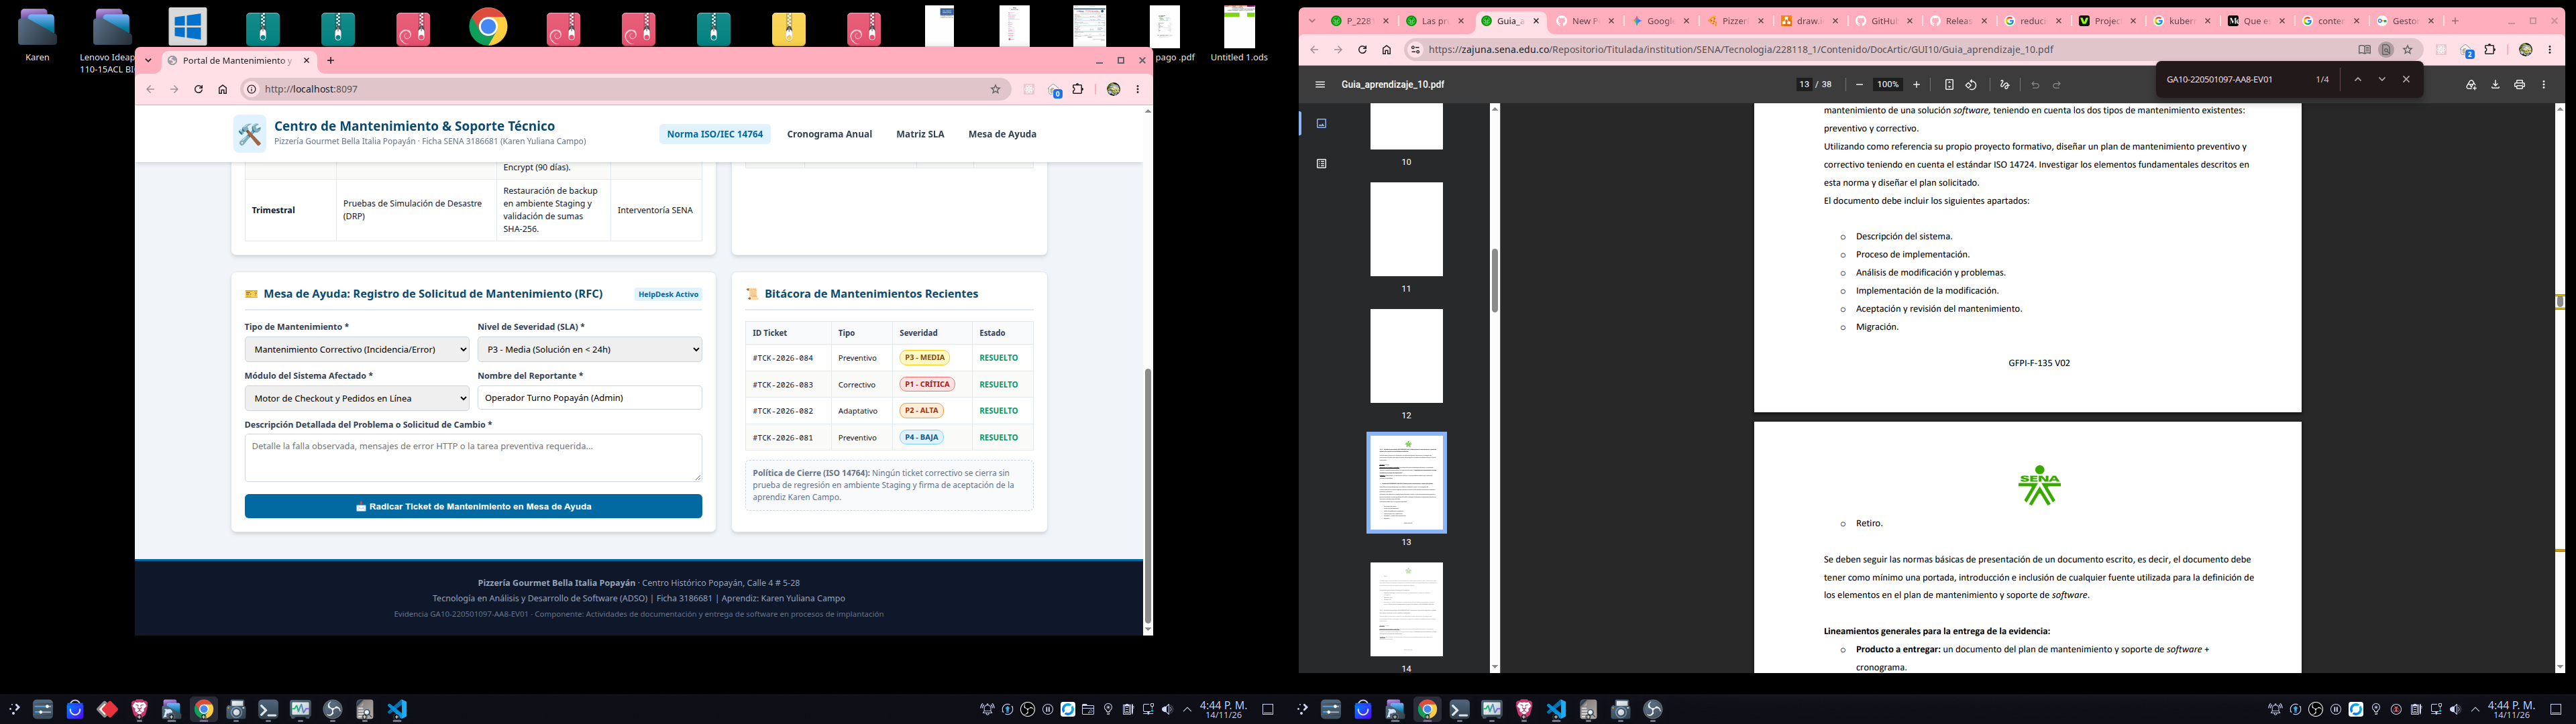 Karen
Lenovo Ideap
110-15ACL BI
pago .pdf
Untitled 1.ods
Portal de Mantenimiento y
http://localhost:8097
Centro de Mantenimiento & Soporte Técnico
Pizzería Gourmet Bella Italia Popayán · Ficha SENA 3186681 (Karen Yuliana Campo)
Norma ISO/IEC 14764
Cronograma Anual
Matriz SLA
Mesa de Ayuda
Encrypt (90 días).
Trimestral
Pruebas de Simulación de Desastre
(DRP)
Restauración de backup
en ambiente Staging y
validación de sumas
SHA-256.
Interventoría SENA
Mesa de Ayuda: Registro de Solicitud de Mantenimiento (RFC)
HelpDesk Activo
Tipo de Mantenimiento *
Nivel de Severidad (SLA) *
Mantenimiento Correctivo (Incidencia/Error)
P3 - Media (Solución en < 24h)
Módulo del Sistema Afectado *
Nombre del Reportante *
Motor de Checkout y Pedidos en Línea
Operador Turno Popayán (Admin)
Descripción Detallada del Problema o Solicitud de Cambio *
Detalle la falla observada, mensajes de error HTTP o la tarea preventiva requerida...
Radicar Ticket de Mantenimiento en Mesa de Ayuda
Bitácora de Mantenimientos Recientes
ID Ticket Tipo Severidad Estado
#TCK-2026-084 Preventivo P3 - MEDIA RESUELTO
#TCK-2026-083 Correctivo P1 - CRÍTICA RESUELTO
#TCK-2026-082 Adaptativo P2 - ALTA RESUELTO
#TCK-2026-081 Preventivo P4 - BAJA RESUELTO
Política de Cierre (ISO 14764): Ningún ticket correctivo se cierra sin
prueba de regresión en ambiente Staging y firma de aceptación de la
aprendiz Karen Campo.
Pizzería Gourmet Bella Italia Popayán · Centro Histórico Popayán, Calle 4 # 5-28
Tecnología en Análisis y Desarrollo de Software (ADSO) | Ficha 3186681 | Aprendiz: Karen Yuliana Campo
Evidencia GA10-220501097-AA8-EV01 · Componente: Actividades de documentación y entrega de software en procesos de implantación
4:44 P. M.
14/11/26
P_2281
Las pr
Guia_a
New P
Google
Pizzeri
draw.i
GitHul
Releas
reduci
Projec
kuber
Que e
conter
Gestor
https://zajuna.sena.edu.co/Repositorio/Titulada/institution/SENA/Tecnologia/228118_1/Contenido/DocArtic/GUI10/Guia_aprendizaje_10.pdf
Guia_aprendizaje_10.pdf
13 / 38
100%
GA10-220501097-AA8-EV01
1/4
10
11
12
13
14
mantenimiento de una solución software, teniendo en cuenta los dos tipos de mantenimiento existentes:
preventivo y correctivo.
Utilizando como referencia su propio proyecto formativo, diseñar un plan de mantenimiento preventivo y
correctivo teniendo en cuenta el estándar ISO 14724. Investigar los elementos fundamentales descritos en
esta norma y diseñar el plan solicitado.
El documento debe incluir los siguientes apartados:
o Descripción del sistema.
o Proceso de implementación.
o Análisis de modificación y problemas.
o Implementación de la modificación.
o Aceptación y revisión del mantenimiento.
o Migración.
GFPI-F-135 V02
SENA
o Retiro.
Se deben seguir las normas básicas de presentación de un documento escrito, es decir, el documento debe
tener como mínimo una portada, introducción e inclusión de cualquier fuente utilizada para la definición de
los elementos en el plan de mantenimiento y soporte de software.
Lineamientos generales para la entrega de la evidencia:
o Producto a entregar: un documento del plan de mantenimiento y soporte de software +
cronograma.
4:44 P. M.
14/11/26